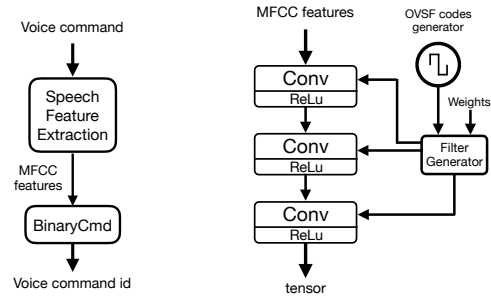 Voice command
Speech
Feature
Extraction
MFCC
features
BinaryCmd
Voice command id
MFCC features
OVSF codes
generator
Conv
ReLu
Weights
Conv
ReLu
Filter
Generator
Conv
ReLu
tensor